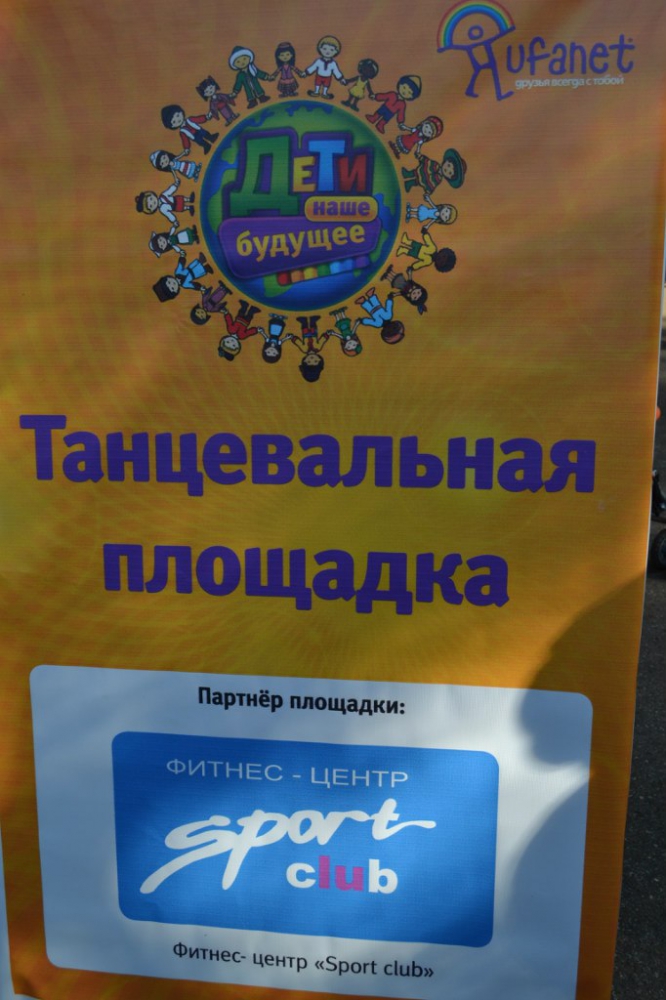 ufanet
друзья всегда с тобой
Дети
наше
будущее
Танцевальная
площадка
Партнёр площадки:
ФИТНЕС - ЦЕНТР
sport
club
Фитнес- центр «Sport club»